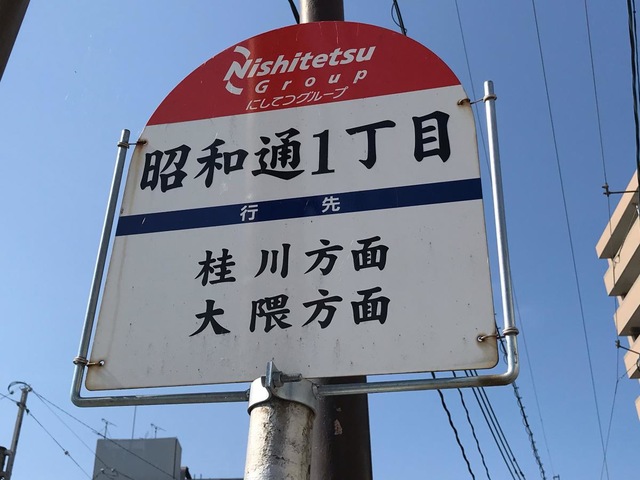 Nishitetsu
Group
にしてつグループ
昭和通1丁目
行先
桂川方面
大隈方面